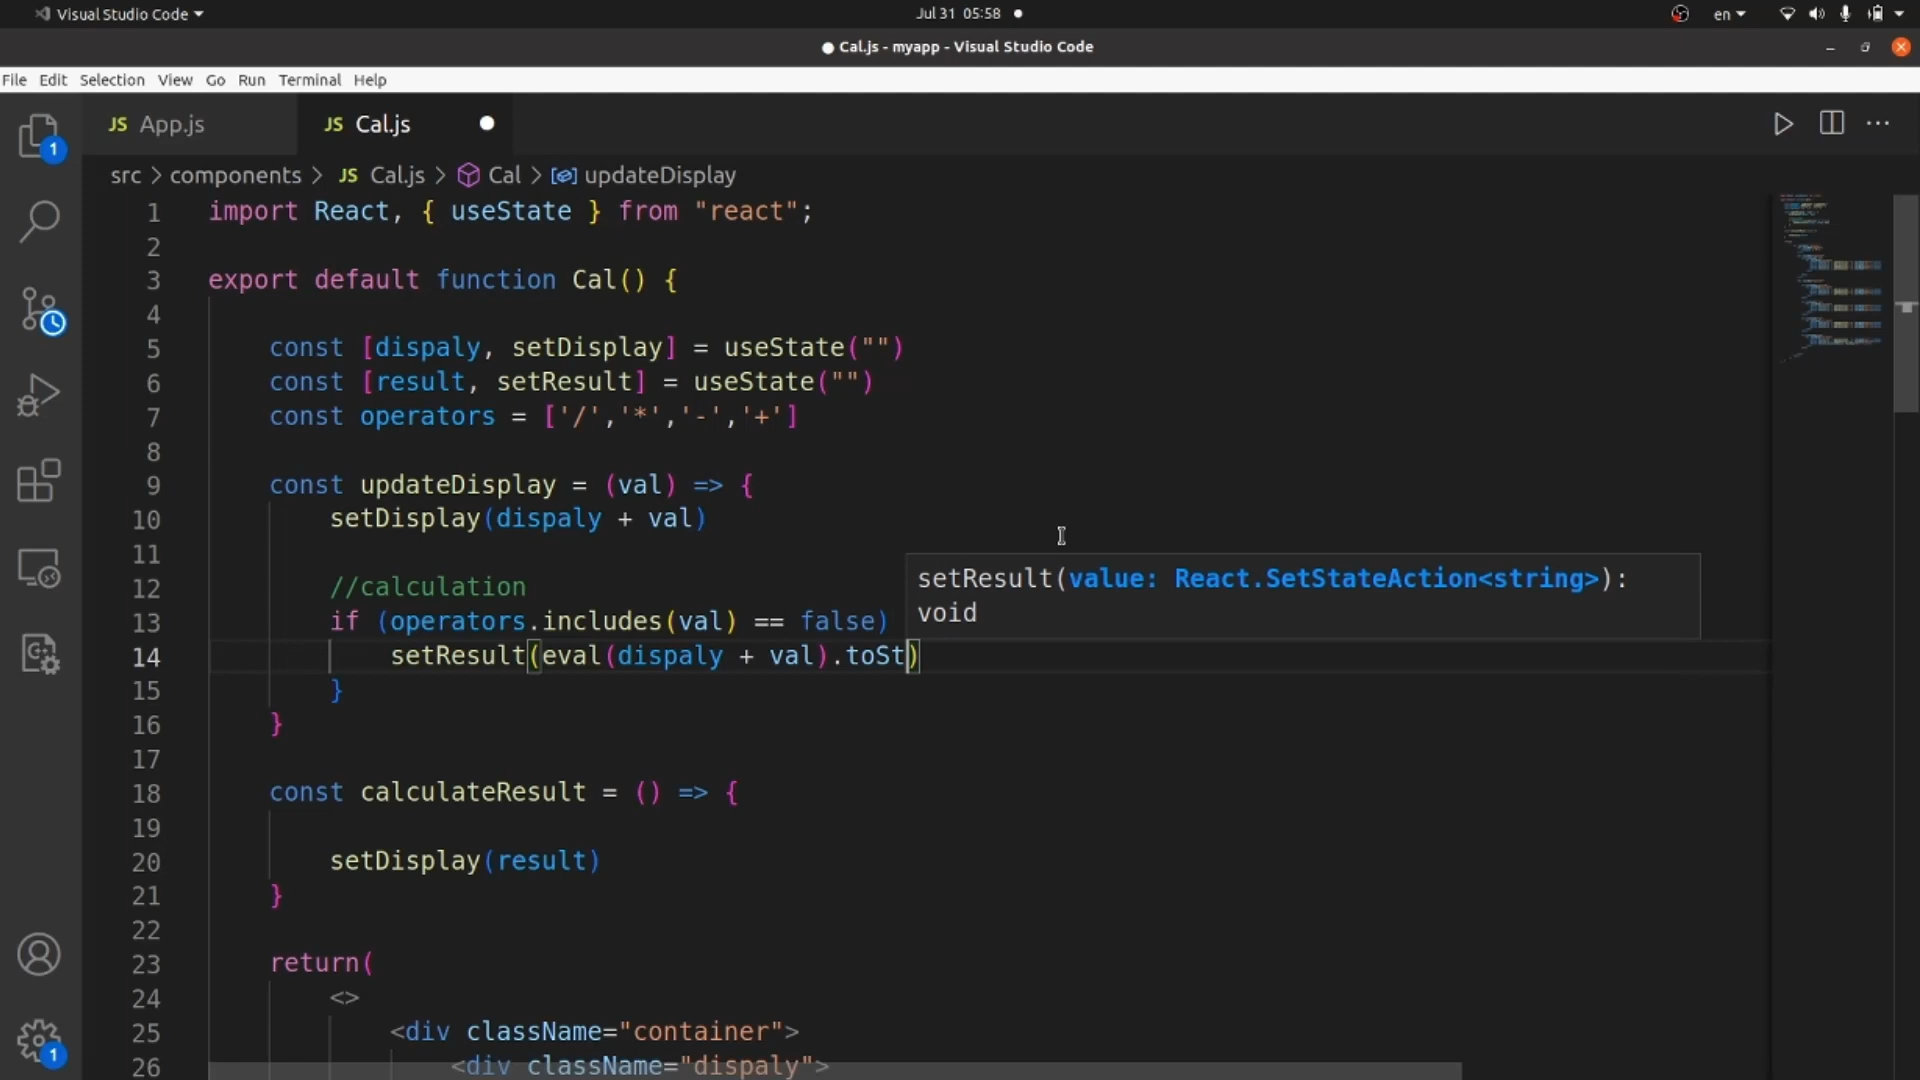 Visual Studio Code
Jul 31 05:58
en
Cal.js - myapp - Visual Studio Code
File Edit Selection View Go Run Terminal Help
JS App.js
JS Cal.js
src > components > JS Cal.js > Cal > updateDisplay
1 import React, { useState } from "react";
2
3 export default function Cal() {
4
5 const [dispaly, setDisplay] = useState("")
6 const [result, setResult] = useState("")
7 const operators = ['/','*','-','+']
8
9 const updateDisplay = (val) => {
10 setDisplay(dispaly + val)
11
setResult(value: React.SetStateAction<string>):
void
12 //calculation
13 if (operators.includes(val) == false)
14 setResult(eval(dispaly + val).toSt)
15 }
16 }
17
18 const calculateResult = () => {
19
20 setDisplay(result)
21 }
22
23 return(
24 <>
25 <div className="container">
26 <div className="dispaly">
1
1